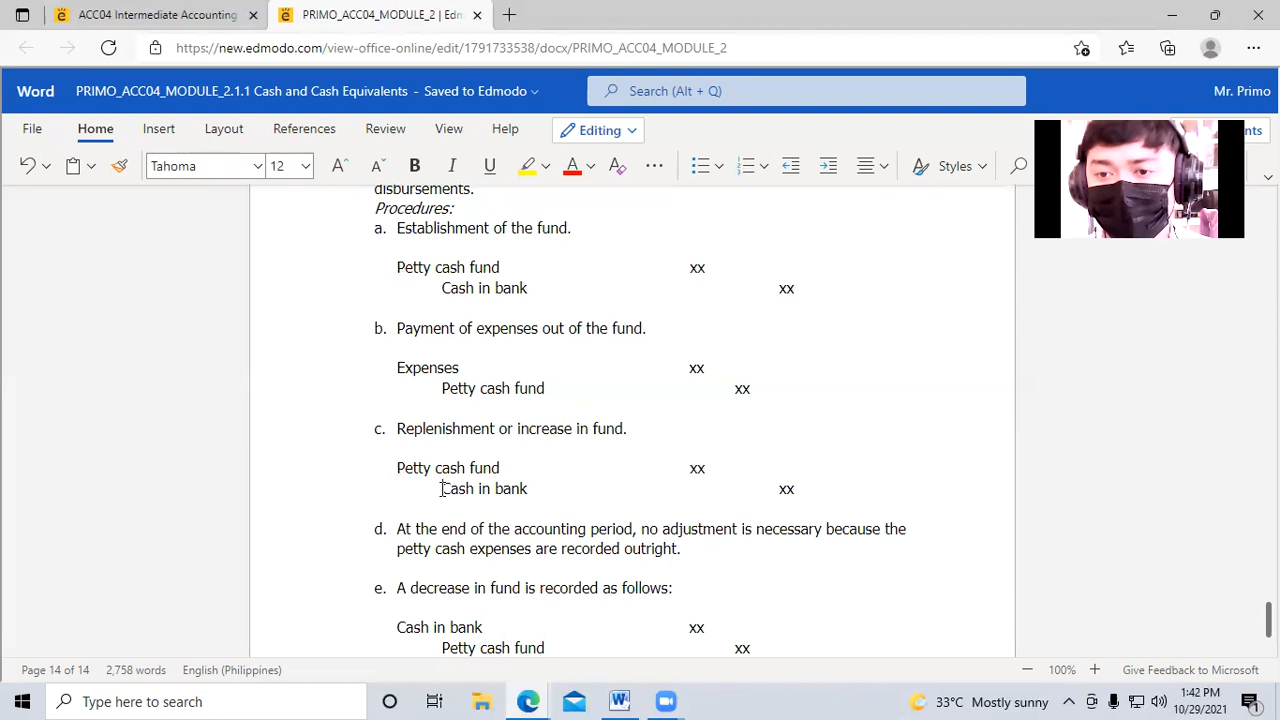 ACC04 Intermediate Accounting
PRIMO_ACC04_MODULE_2 | Edm
https://new.edmodo.com/view-office-online/edit/1791733538/docx/PRIMO_ACC04_MODULE_2
Word PRIMO_ACC04_MODULE_2.1.1 Cash and Cash Equivalents - Saved to Edmodo Search (Alt + Q) Mr. Primo
File Home Insert Layout References Review View Help Editing nts
Tahoma 12 A A B I U A A Styles
disbursements.
Procedures:
a. Establishment of the fund.
Petty cash fund xx
Cash in bank xx
b. Payment of expenses out of the fund.
Expenses xx
Petty cash fund xx
c. Replenishment or increase in fund.
Petty cash fund xx
Cash in bank xx
d. At the end of the accounting period, no adjustment is necessary because the
petty cash expenses are recorded outright.
e. A decrease in fund is recorded as follows:
Cash in bank xx
Petty cash fund xx
Page 14 of 14 2,758 words English (Philippines) 100% Give Feedback to Microsoft
Type here to search 33°C Mostly sunny 1:42 PM
10/29/2021